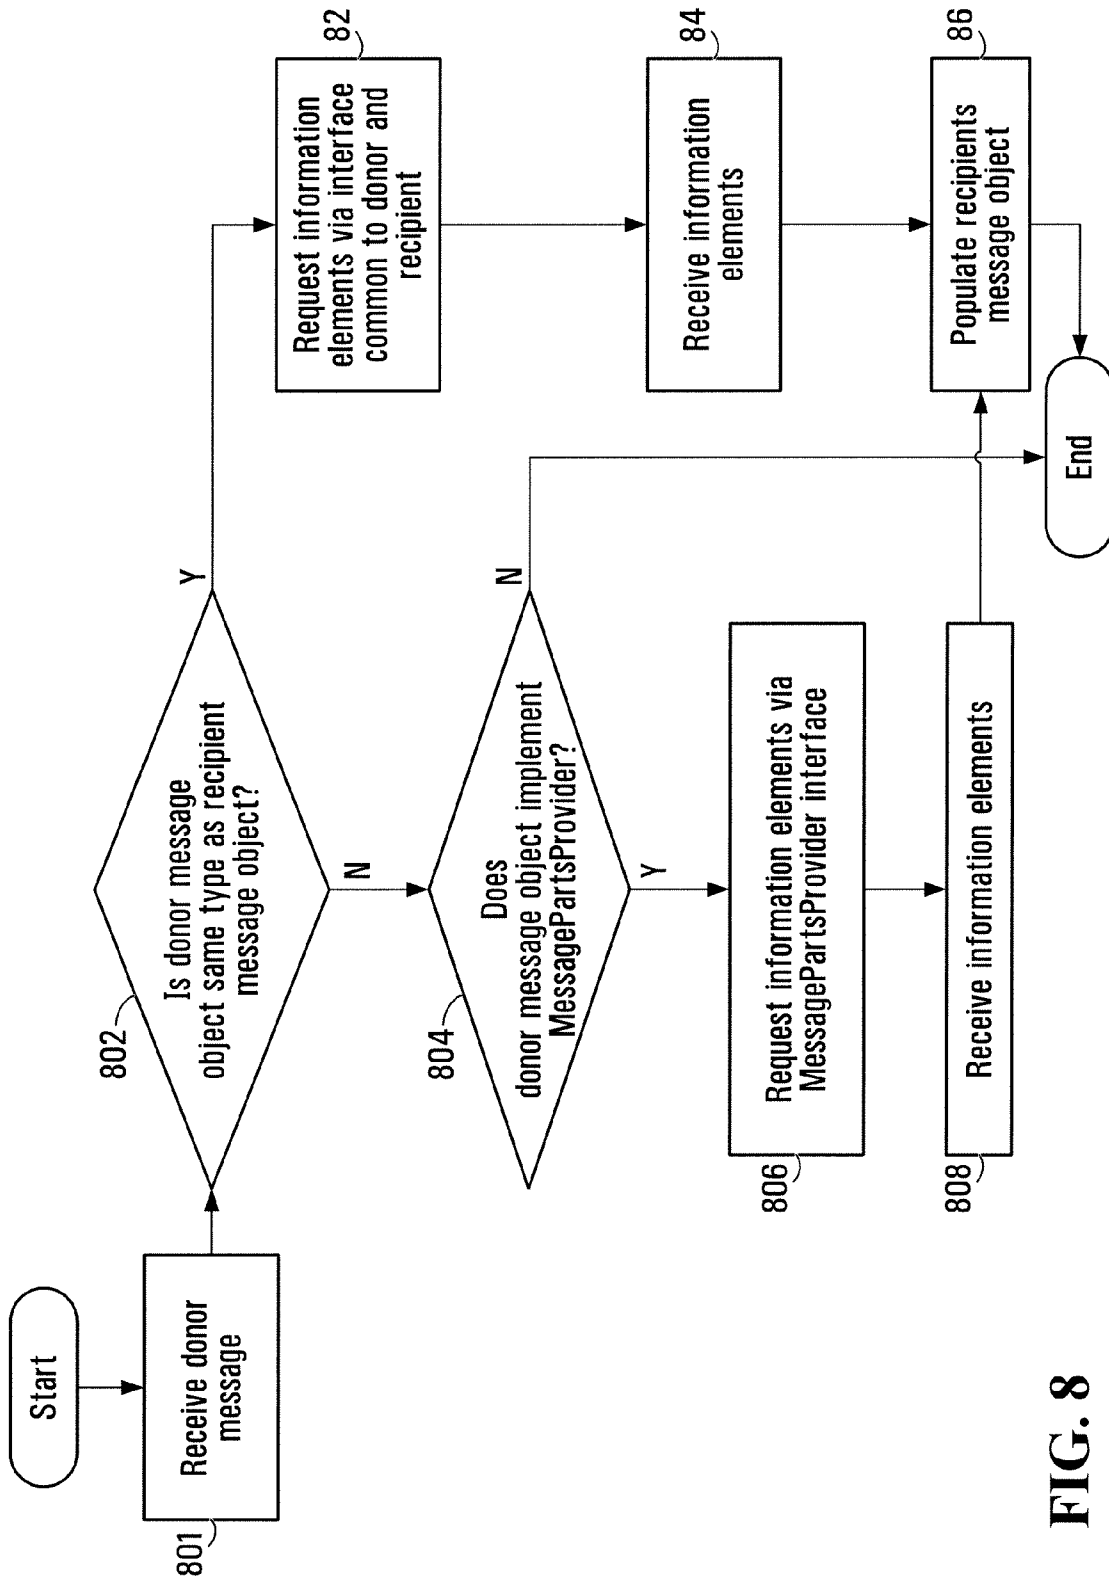 Start
Receive donor
message
801
Is donor message
object same type as recipient
message object?
802
Y
N
Request information
elements via interface
common to donor and
recipient
82
Receive information
elements
84
Populate recipients
message object
86
Does
donor message object implement
MessagePartsProvider?
804
N
Y
Request information elements via
MessagePartsProvider interface
806
Receive information elements
808
End
FIG. 8